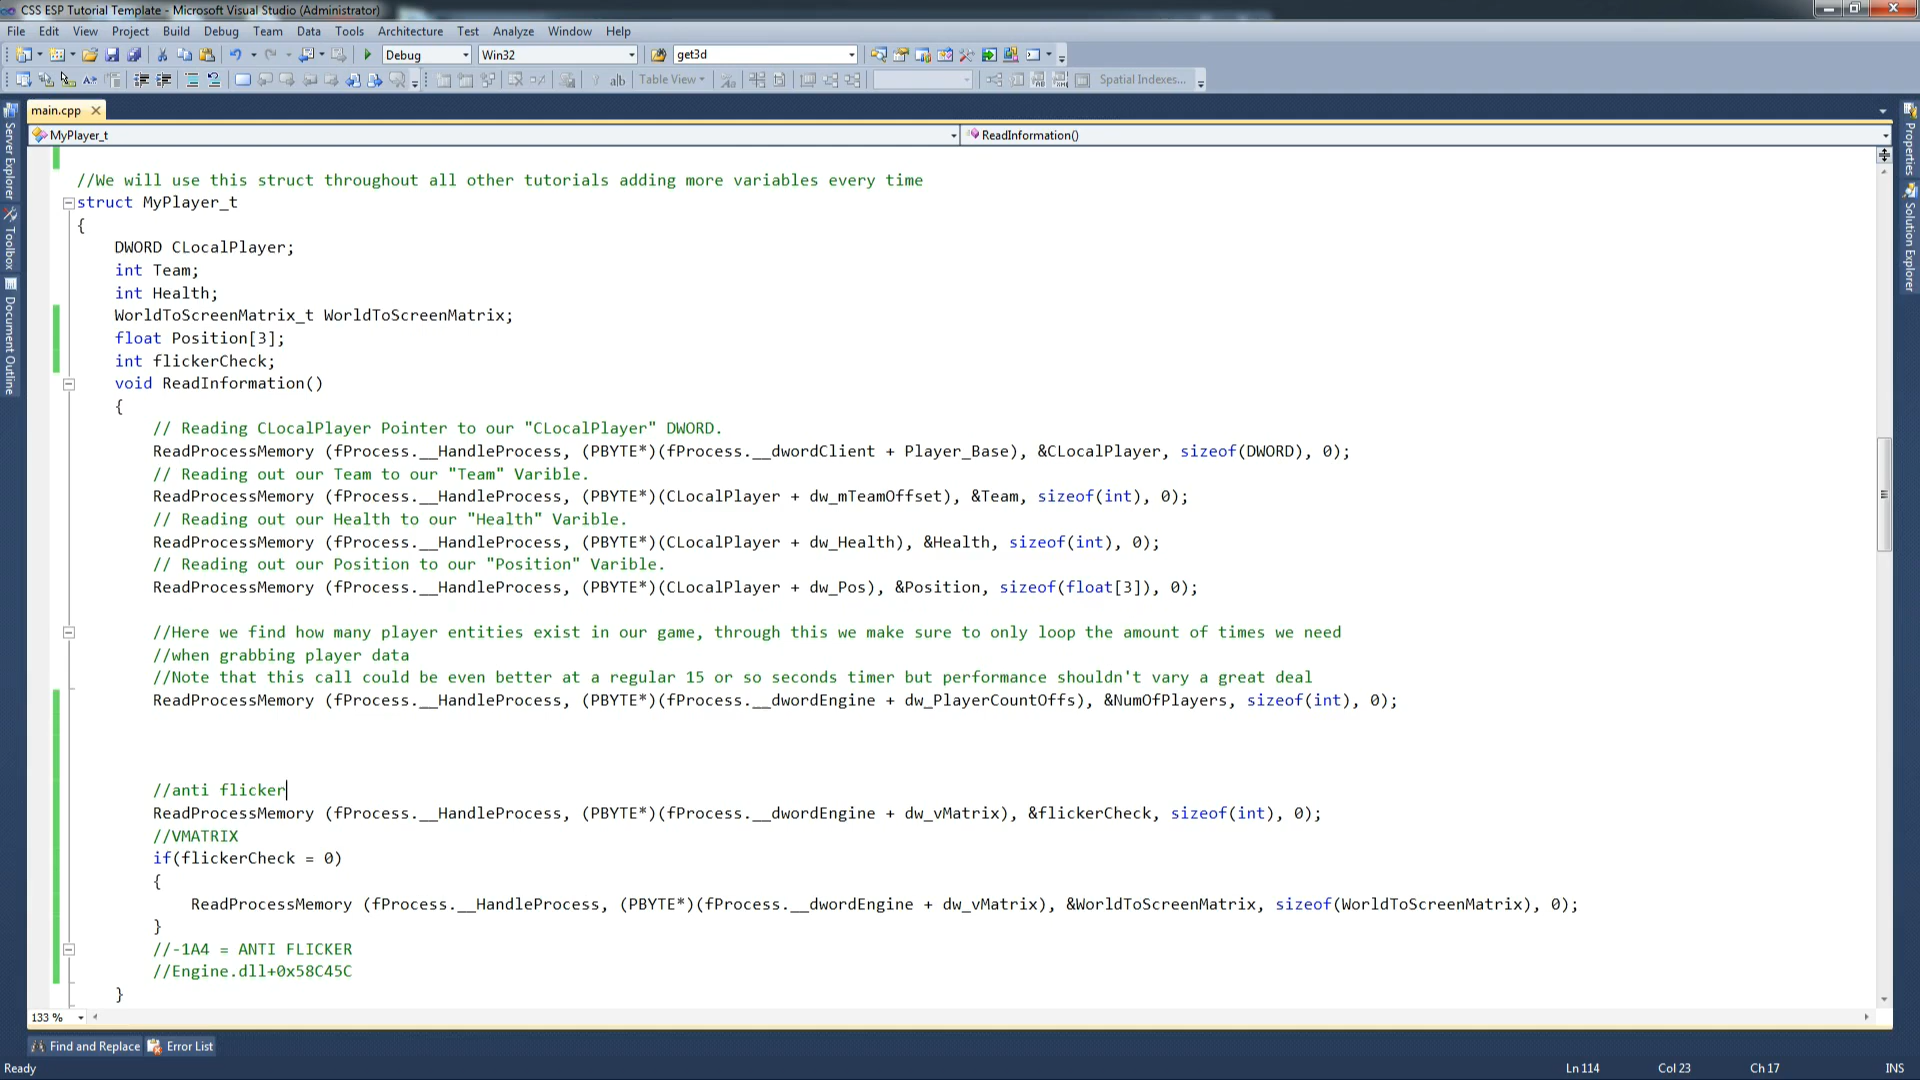 CSS ESP Tutorial Template - Microsoft Visual Studio (Administrator)
File Edit View Project Build Debug Team Data Tools Architecture Test Analyze Window Help
Debug Win32 get3d
Table View Spatial Indexes...
main.cpp
MyPlayer_t ReadInformation()
Server Explorer
Toolbox
Document Outline
Properties
Solution Explorer
//We will use this struct throughout all other tutorials adding more variables every time
struct MyPlayer_t
{
DWORD CLocalPlayer;
int Team;
int Health;
WorldToScreenMatrix_t WorldToScreenMatrix;
float Position[3];
int flickerCheck;
void ReadInformation()
{
// Reading CLocalPlayer Pointer to our "CLocalPlayer" DWORD.
ReadProcessMemory (fProcess.__HandleProcess, (PBYTE*)(fProcess.__dwordClient + Player_Base), &CLocalPlayer, sizeof(DWORD), 0);
// Reading out our Team to our "Team" Varible.
ReadProcessMemory (fProcess.__HandleProcess, (PBYTE*)(CLocalPlayer + dw_mTeamOffset), &Team, sizeof(int), 0);
// Reading out our Health to our "Health" Varible.
ReadProcessMemory (fProcess.__HandleProcess, (PBYTE*)(CLocalPlayer + dw_Health), &Health, sizeof(int), 0);
// Reading out our Position to our "Position" Varible.
ReadProcessMemory (fProcess.__HandleProcess, (PBYTE*)(CLocalPlayer + dw_Pos), &Position, sizeof(float[3]), 0);
//Here we find how many player entities exist in our game, through this we make sure to only loop the amount of times we need
//when grabbing player data
//Note that this call could be even better at a regular 15 or so seconds timer but performance shouldn't vary a great deal
ReadProcessMemory (fProcess.__HandleProcess, (PBYTE*)(fProcess.__dwordEngine + dw_PlayerCountOffs), &NumOfPlayers, sizeof(int), 0);
//anti flicker
ReadProcessMemory (fProcess.__HandleProcess, (PBYTE*)(fProcess.__dwordEngine + dw_vMatrix), &flickerCheck, sizeof(int), 0);
//VMATRIX
if(flickerCheck = 0)
{
ReadProcessMemory (fProcess.__HandleProcess, (PBYTE*)(fProcess.__dwordEngine + dw_vMatrix), &WorldToScreenMatrix, sizeof(WorldToScreenMatrix), 0);
}
//-1A4 = ANTI FLICKER
//Engine.dll+0x58C45C
}
133 %
Find and Replace Error List
Ready Ln 114 Col 23 Ch 17 INS